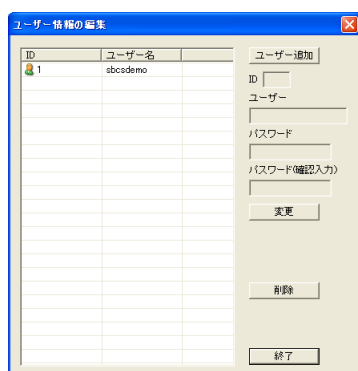 ユーザー情報の編集
ID ユーザー名
1 sbcsdemo
ユーザー追加
ID
ユーザー
パスワード
パスワード(確認入力)
変更
削除
終了